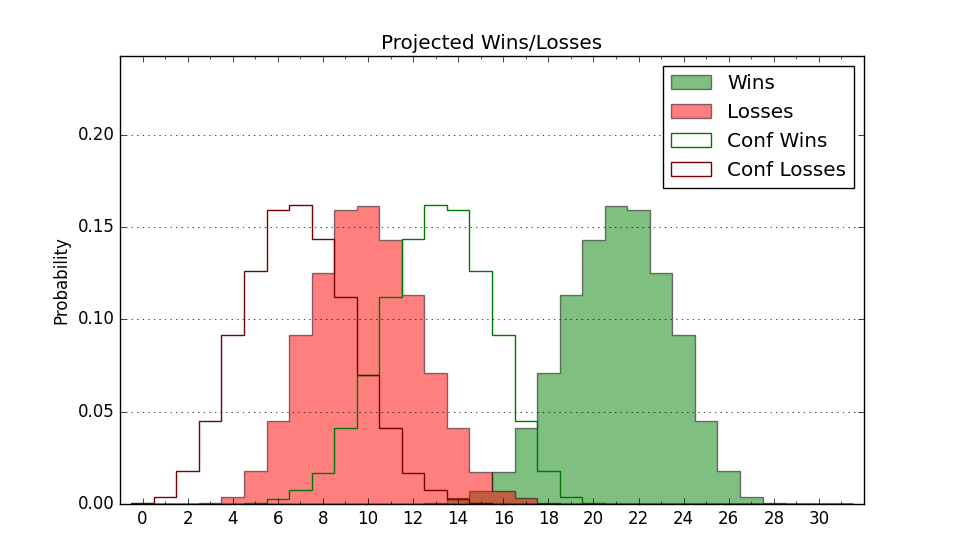 Projected Wins/Losses
Wins
Losses
Conf Wins
Conf Losses
Probability
0.20
0.15
0.10
0.05
0.00
0 2 4 6 8 10 12 14 16 18 20 22 24 26 28 30